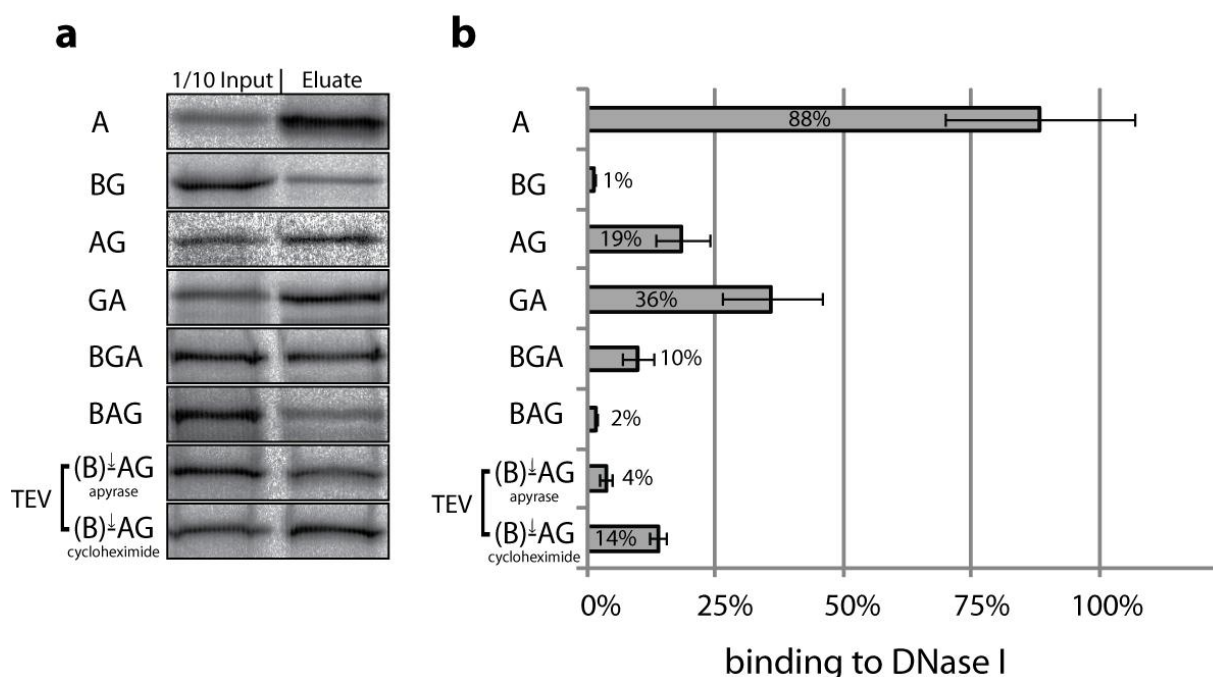 a
1/10 Input | Eluate
A
BG
AG
GA
BGA
BAG
TEV
(B)↓-AG
apyrase
(B)↓-AG
cycloheximide
b
A
88%
BG
1%
AG
19%
GA
36%
BGA
10%
BAG
2%
TEV
(B)↓-AG
apyrase
4%
(B)↓-AG
cycloheximide
14%
0% 25% 50% 75% 100%
binding to DNase I